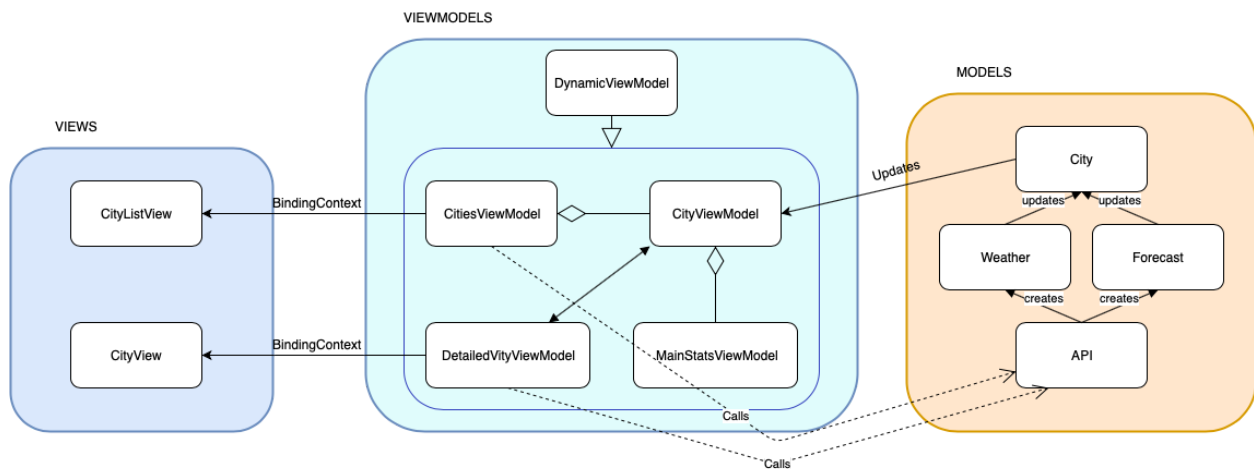 VIEWMODELS
DynamicViewModel
MODELS
VIEWS
City
Updates
CityListView
BindingContext
CitiesViewModel
CityViewModel
updates
updates
Weather
Forecast
creates
creates
CityView
BindingContext
DetailedVityViewModel
MainStatsViewModel
API
Calls
Calls